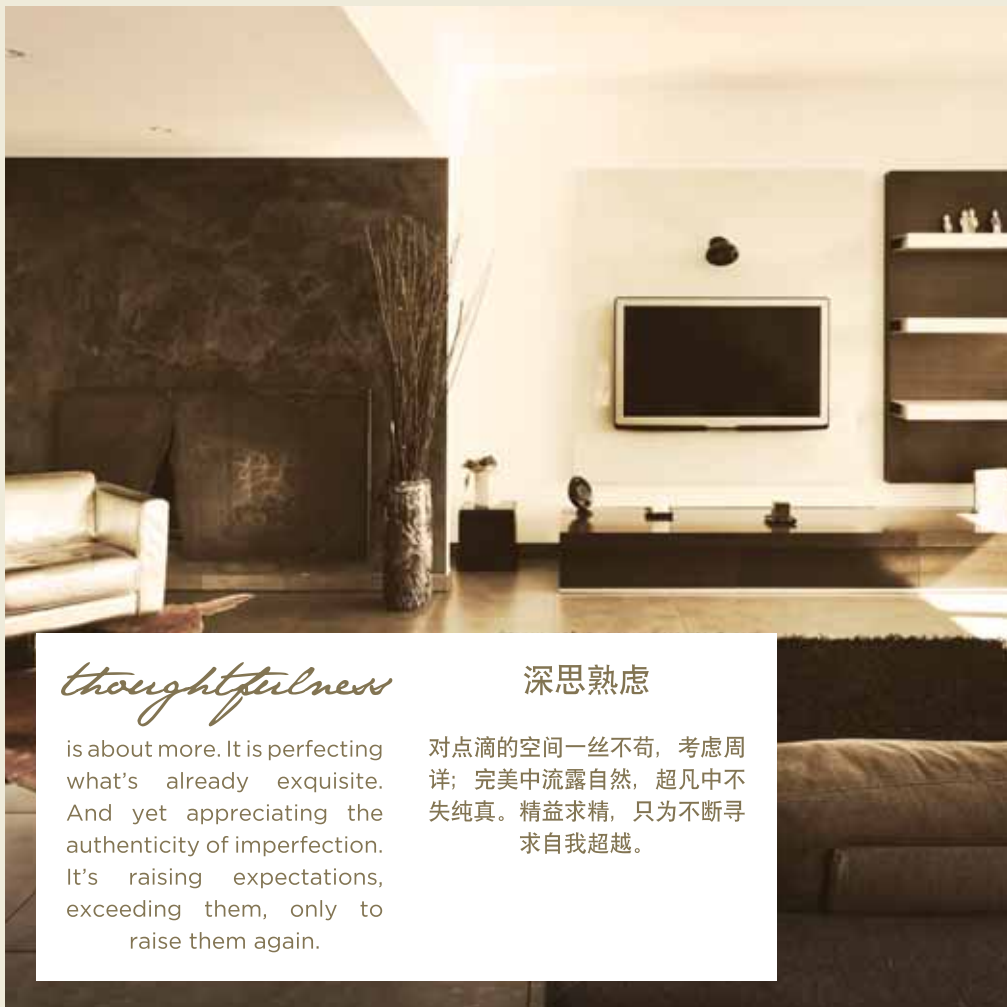 thoughtfulness
is about more. It is perfecting
what's already exquisite.
And yet appreciating the
authenticity of imperfection.
It's raising expectations,
exceeding them, only to
raise them again.
深思熟虑
对点滴的空间一丝不苟，考虑周
详；完美中流露自然，超凡中不
失纯真。精益求精，只为不断寻
求自我超越。